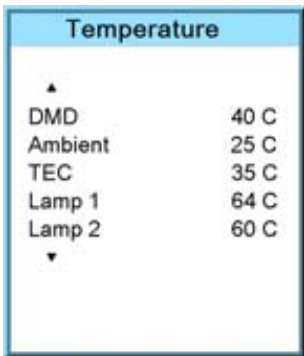 Temperature
DMD 40 C
Ambient 25 C
TEC 35 C
Lamp 1 64 C
Lamp 2 60 C